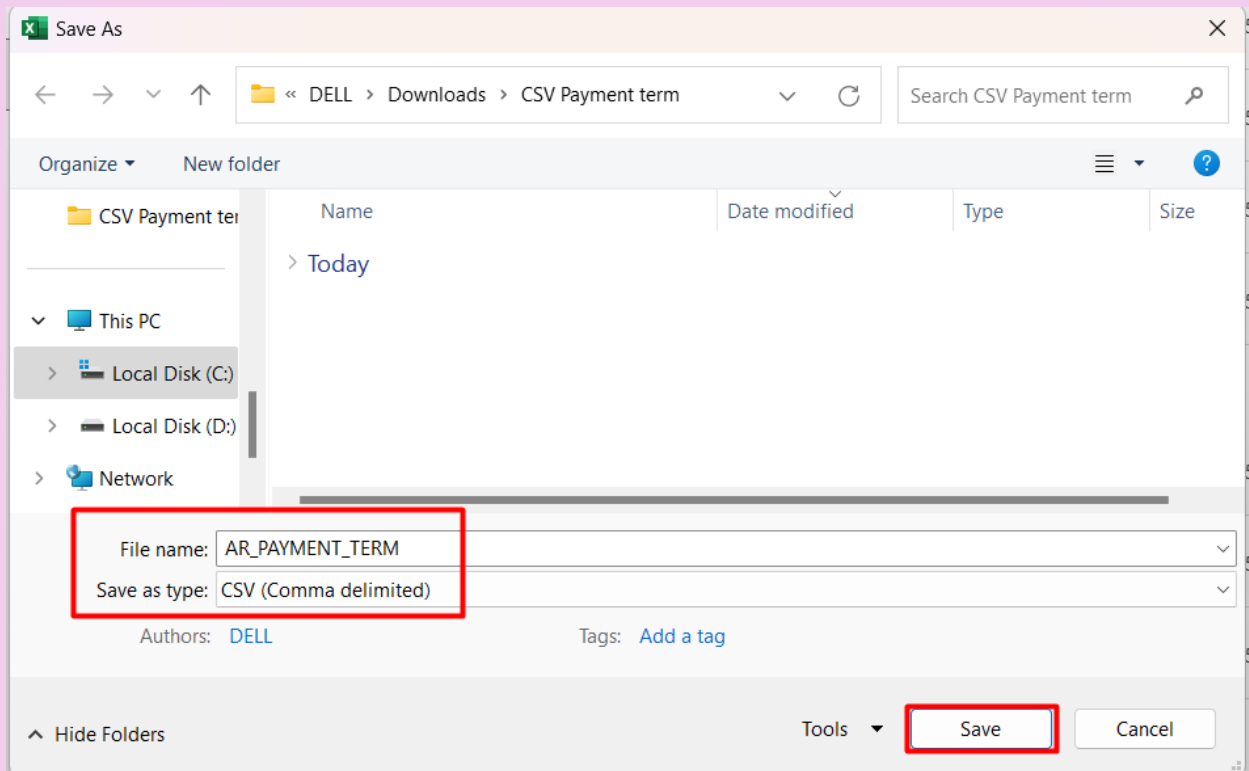 Save As
« DELL > Downloads > CSV Payment term
Search CSV Payment term
Organize
New folder
CSV Payment ter
Name
Date modified
Type
Size
Today
This PC
Local Disk (C:)
Local Disk (D:)
Network
File name: AR_PAYMENT_TERM
Save as type: CSV (Comma delimited)
Authors: DELL
Tags: Add a tag
Hide Folders
Tools
Save
Cancel